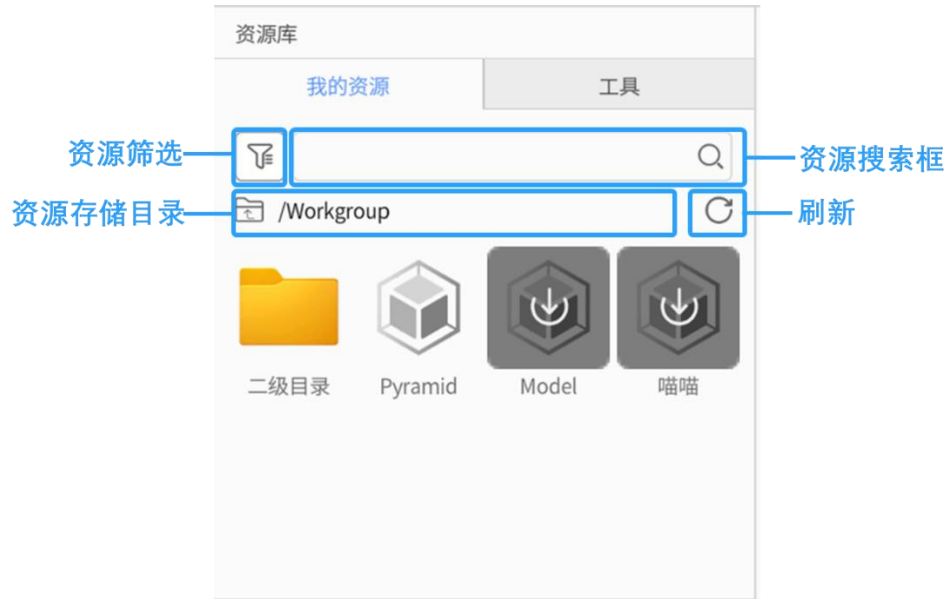 资源库
我的资源
工具
资源筛选
资源搜索框
资源存储目录
/Workgroup
刷新
二级目录
Pyramid
Model
喵喵